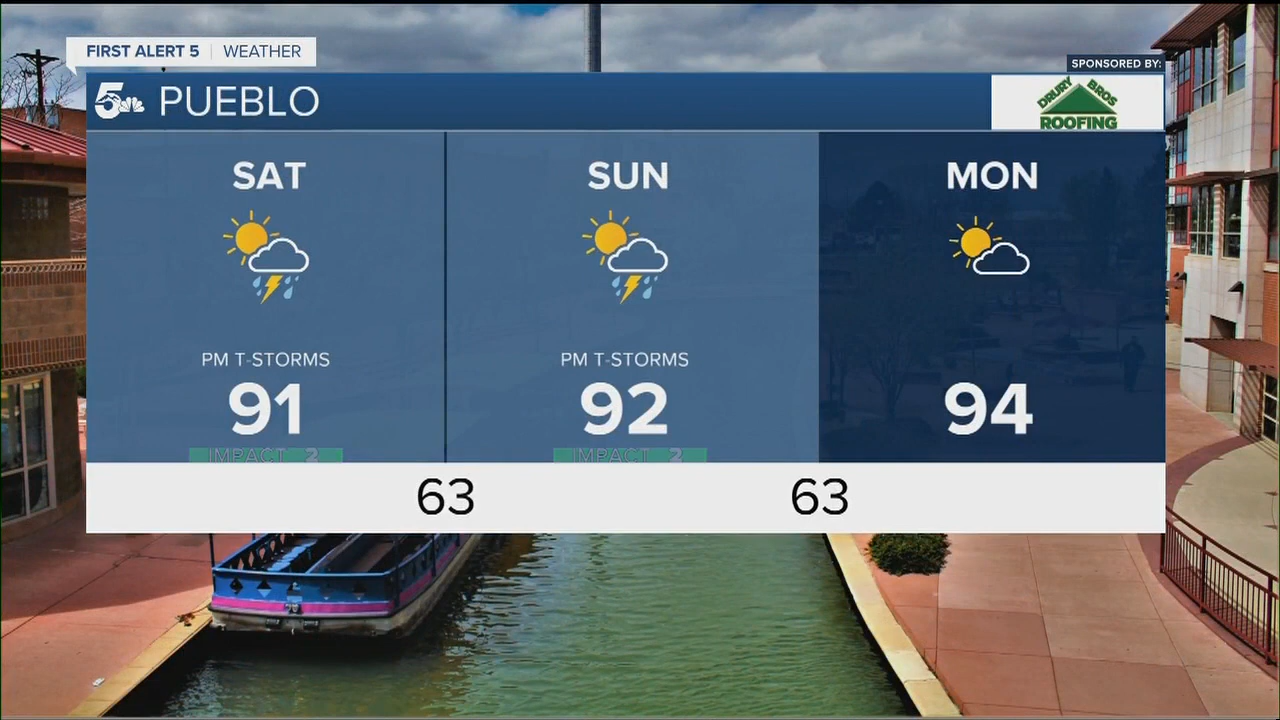 FIRST ALERT 5 | WEATHER
SPONSORED BY:
5 PUEBLO
DRURY BROS
ROOFING
SAT
SUN
MON
PM T-STORMS
PM T-STORMS
91
92
94
IMPACT 2
IMPACT 2
63
63